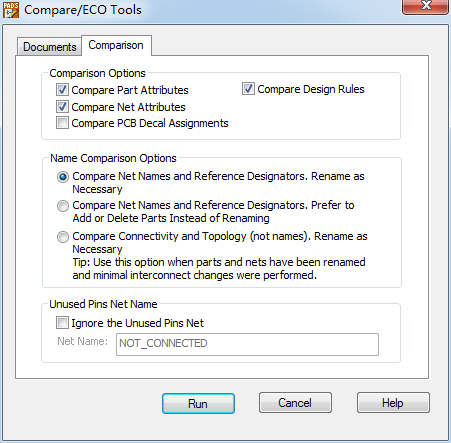 PADS
Compare/ECO Tools
Documents
Comparison
Comparison Options
Compare Part Attributes
Compare Design Rules
Compare Net Attributes
Compare PCB Decal Assignments
Name Comparison Options
Compare Net Names and Reference Designators. Rename as
Necessary
Compare Net Names and Reference Designators. Prefer to
Add or Delete Parts Instead of Renaming
Compare Connectivity and Topology (not names). Rename as
Necessary
Tip: Use this option when parts and nets have been renamed
and minimal interconnect changes were performed.
Unused Pins Net Name
Ignore the Unused Pins Net
Net Name:
NOT_CONNECTED
Run
Cancel
Help